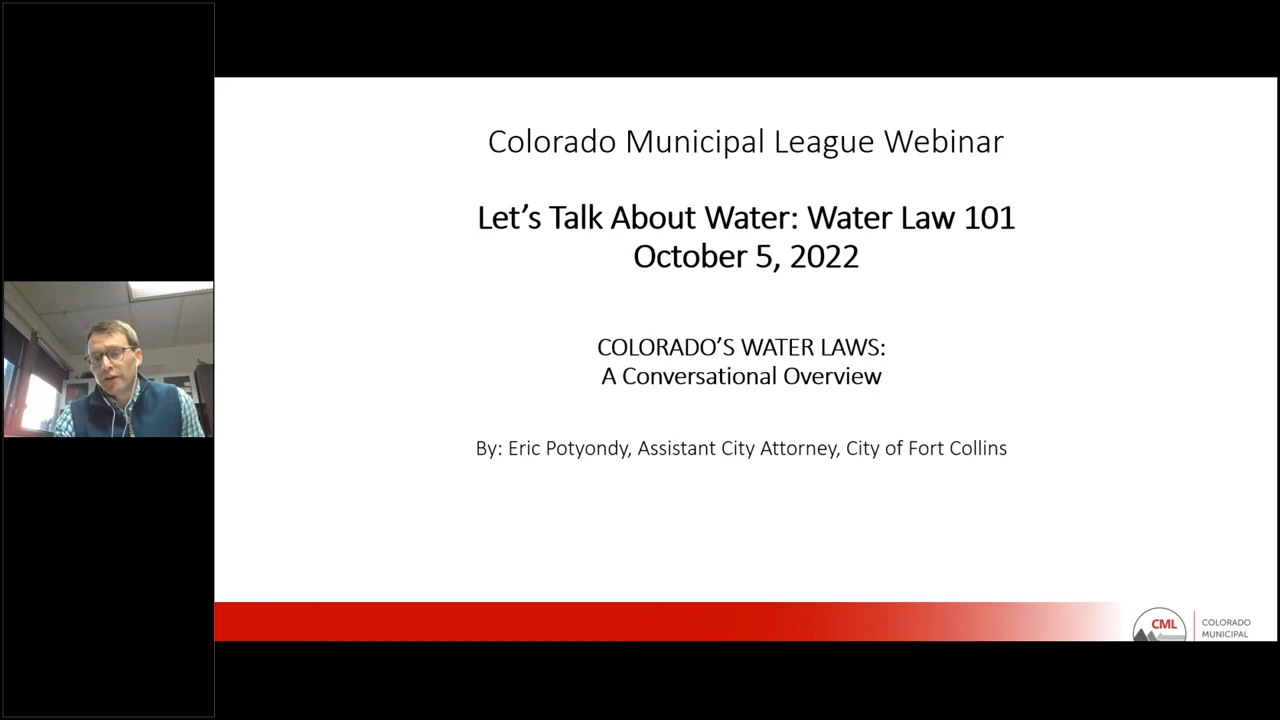 Colorado Municipal League Webinar
Let's Talk About Water: Water Law 101
October 5, 2022
COLORADO'S WATER LAWS:
A Conversational Overview
By: Eric Potyondy, Assistant City Attorney, City of Fort Collins
CML
COLORADO
MUNICIPAL